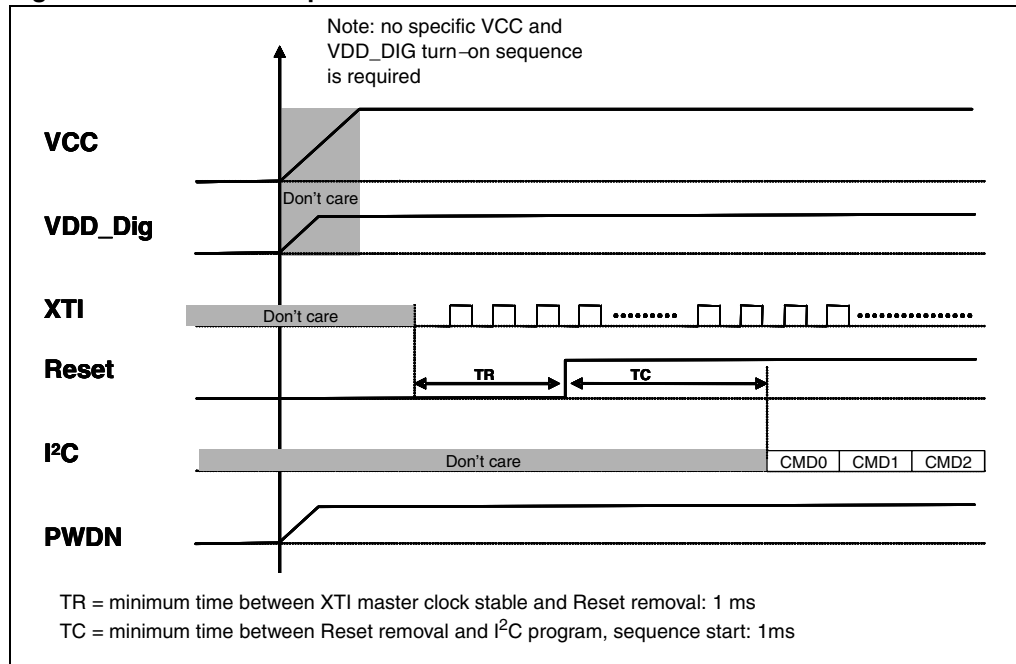 Note: no specific VCC and
VDD_DIG turn–on sequence
is required
VCC
Don't care
VDD_Dig
XTI
Don't care
Reset
TR
TC
I²C
Don't care
CMD0 CMD1 CMD2
PWDN
TR = minimum time between XTI master clock stable and Reset removal: 1 ms
TC = minimum time between Reset removal and I²C program, sequence start: 1ms